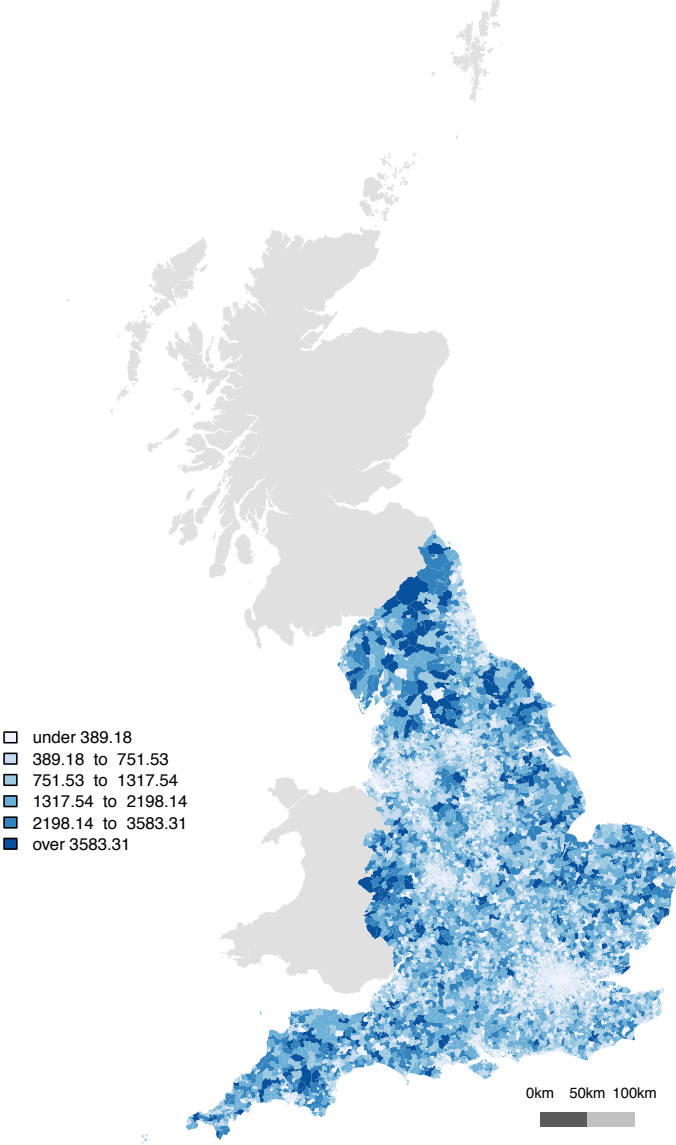 under 389.18
389.18 to 751.53
751.53 to 1317.54
1317.54 to 2198.14
2198.14 to 3583.31
over 3583.31
0km 50km 100km